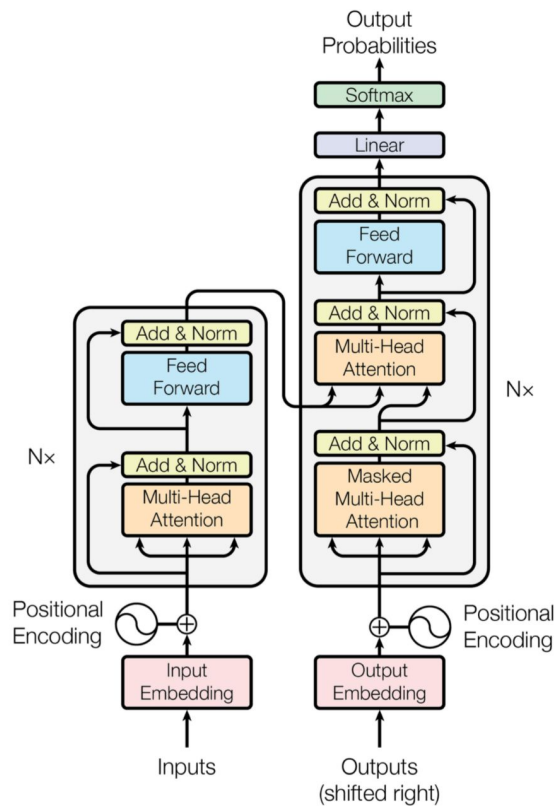 Output
Probabilities
Softmax
Linear
Add & Norm
Feed
Forward
Add & Norm
Multi-Head
Attention
Add & Norm
Masked
Multi-Head
Attention
N×
Add & Norm
Feed
Forward
Add & Norm
Multi-Head
Attention
N×
Positional
Encoding
Positional
Encoding
Input
Embedding
Output
Embedding
Inputs
Outputs
(shifted right)